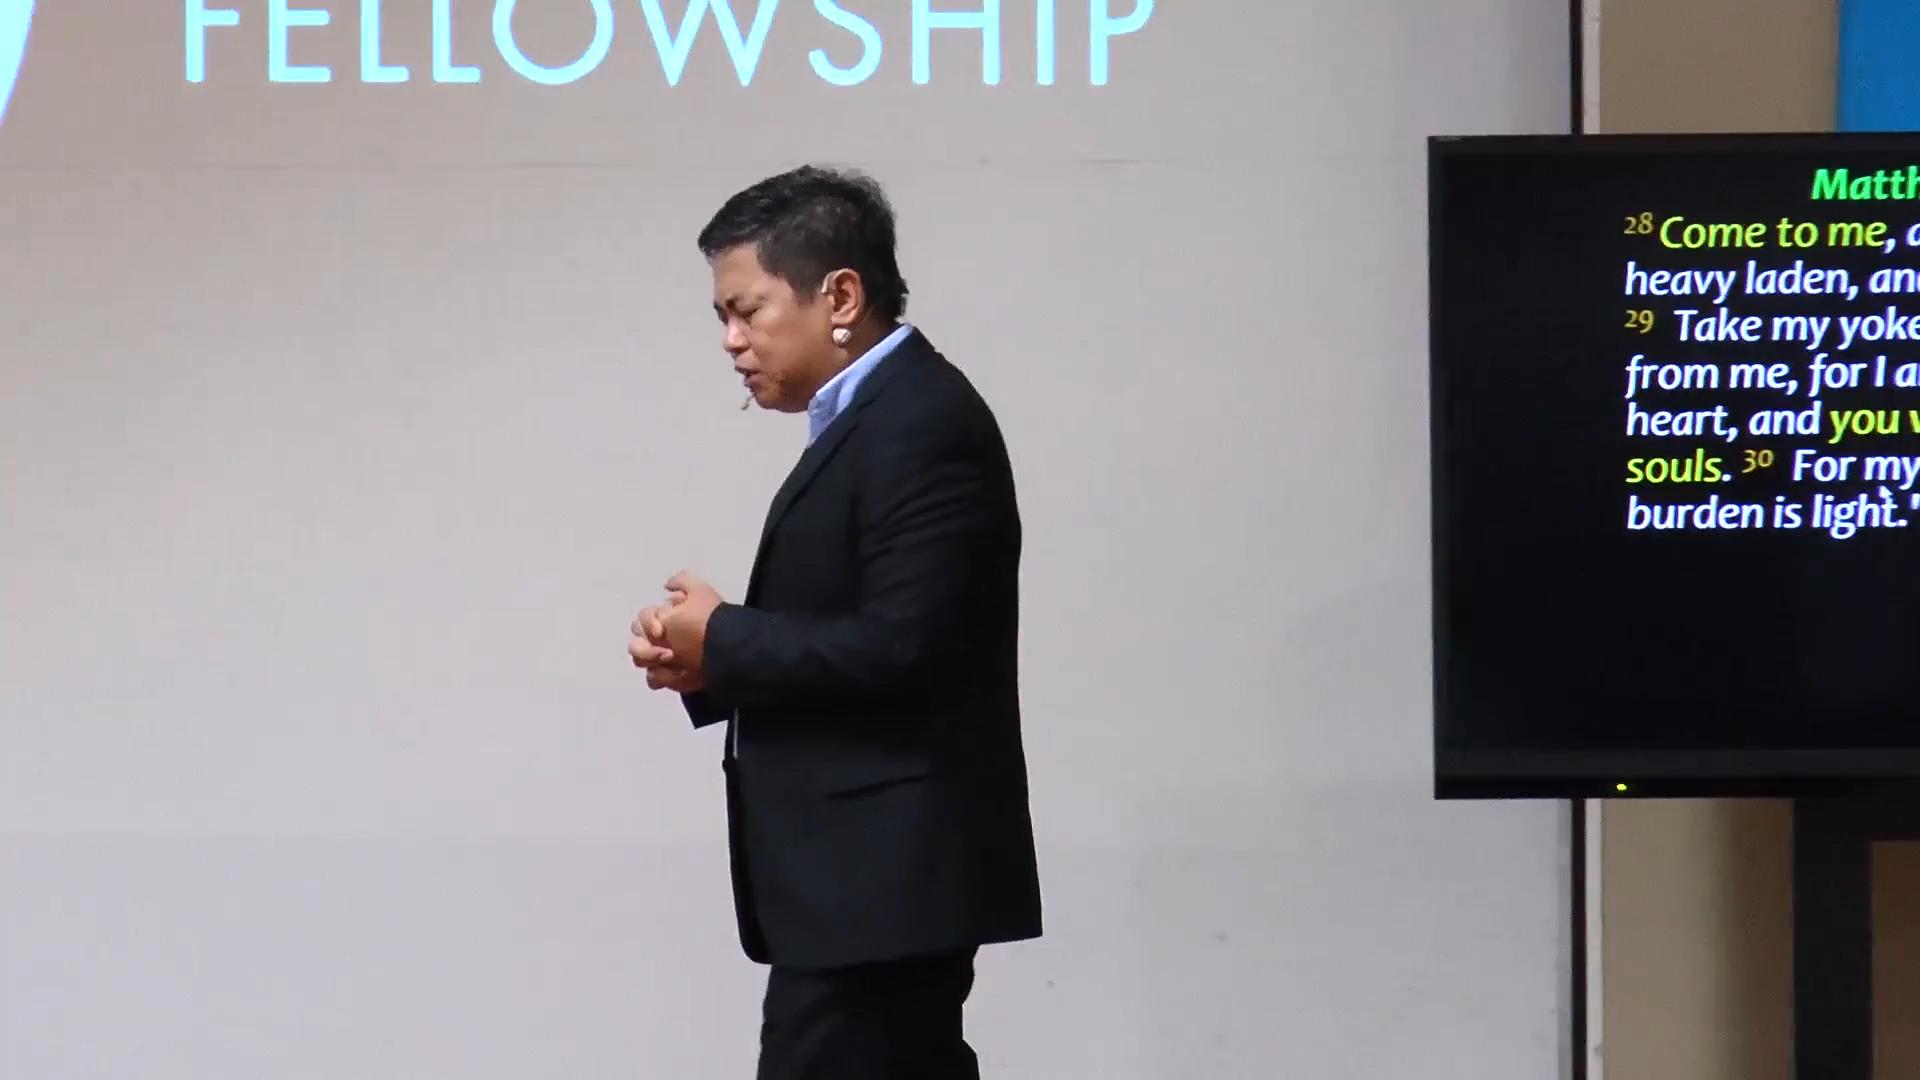 FELLOWSHIP
Matth
28 Come to me, a
heavy laden, and
29 Take my yoke
from me, for I a
heart, and you w
souls. 30 For my
burden is light."